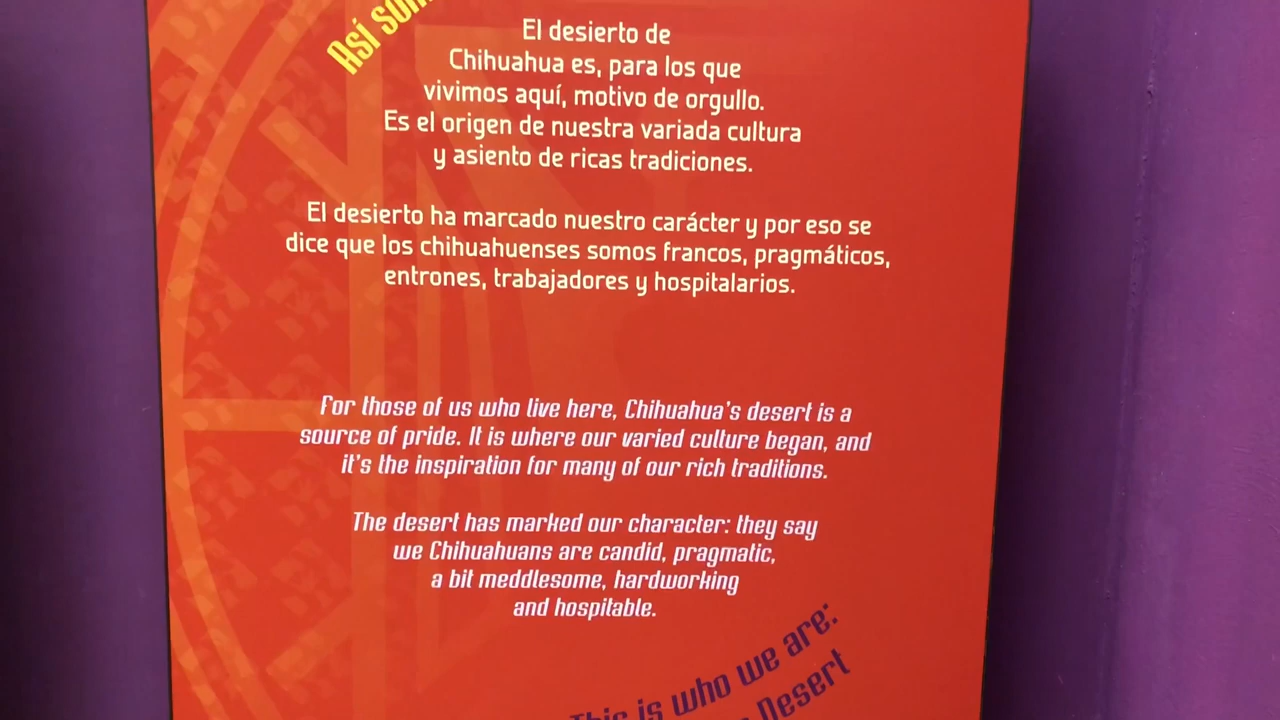 Así
El desierto de
Chihuahua es, para los que
vivimos aquí, motivo de orgullo.
Es el origen de nuestra variada cultura
y asiento de ricas tradiciones.
El desierto ha marcado nuestro carácter y por eso se
dice que los chihuahuenses somos francos, pragmáticos,
entrones, trabajadores y hospitalarios.
For those of us who live here, Chihuahua's desert is a
source of pride. It is where our varied culture began, and
it's the inspiration for many of our rich traditions.
The desert has marked our character: they say
we Chihuahuans are candid, pragmatic,
a bit meddlesome, hardworking
and hospitable.
This is who we are:
Desert